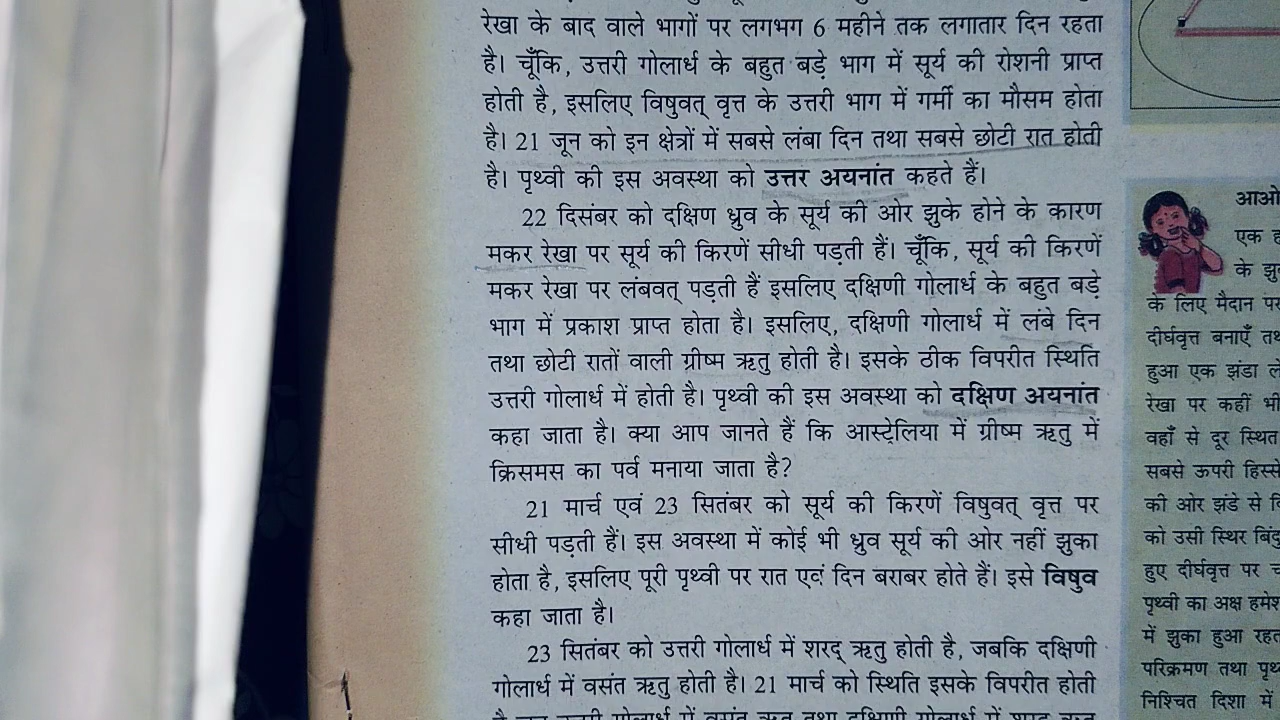 रेखा के बाद वाले भागों पर लगभग 6 महीने तक लगातार दिन रहता
है। चूँकि, उत्तरी गोलार्ध के बहुत बड़े भाग में सूर्य की रोशनी प्राप्त
होती है, इसलिए विषुवत् वृत्त के उत्तरी भाग में गर्मी का मौसम होता
है। 21 जून को इन क्षेत्रों में सबसे लंबा दिन तथा सबसे छोटी रात होती
है। पृथ्वी की इस अवस्था को उत्तर अयनांत कहते हैं।
22 दिसंबर को दक्षिण ध्रुव के सूर्य की ओर झुके होने के कारण
मकर रेखा पर सूर्य की किरणें सीधी पड़ती हैं। चूँकि, सूर्य की किरणें
मकर रेखा पर लंबवत् पड़ती हैं इसलिए दक्षिणी गोलार्ध के बहुत बड़े
भाग में प्रकाश प्राप्त होता है। इसलिए, दक्षिणी गोलार्ध में लंबे दिन
तथा छोटी रातों वाली ग्रीष्म ऋतु होती है। इसके ठीक विपरीत स्थिति
उत्तरी गोलार्ध में होती है। पृथ्वी की इस अवस्था को दक्षिण अयनांत
कहा जाता है। क्या आप जानते हैं कि आस्ट्रेलिया में ग्रीष्म ऋतु में
क्रिसमस का पर्व मनाया जाता है?
21 मार्च एवं 23 सितंबर को सूर्य की किरणें विषुवत् वृत्त पर
सीधी पड़ती हैं। इस अवस्था में कोई भी ध्रुव सूर्य की ओर नहीं झुका
होता है, इसलिए पूरी पृथ्वी पर रात एवं दिन बराबर होते हैं। इसे विषुव
कहा जाता है।
23 सितंबर को उत्तरी गोलार्ध में शरद् ऋतु होती है, जबकि दक्षिणी
गोलार्ध में वसंत ऋतु होती है। 21 मार्च को स्थिति इसके विपरीत होती
आओ
एक
के
के लिए मैदान
दीर्घवृत्त बनाएँ
हुआ एक झंडा
रेखा पर कहीं भी
वहाँ से दूर स्थित
सबसे ऊपरी
की ओर झंडे से
को उसी स्थिर
हुए दीर्घवृत्त पर
पृथ्वी का अक्ष
में झुका हुआ
परिक्रमण तथा
निश्चित दिशा में